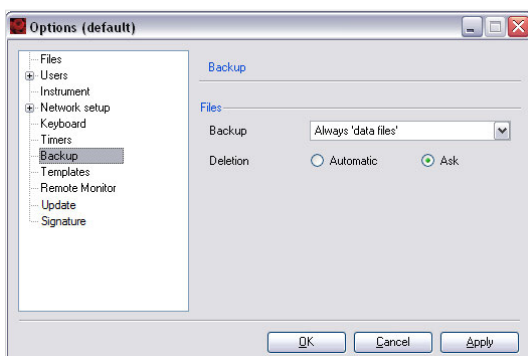 Options (default)
Files
Users
Instrument
Network setup
Keyboard
Timers
Backup
Templates
Remote Monitor
Update
Signature
Backup
Files
Backup Always 'data files'
Deletion Automatic Ask
OK Cancel Apply